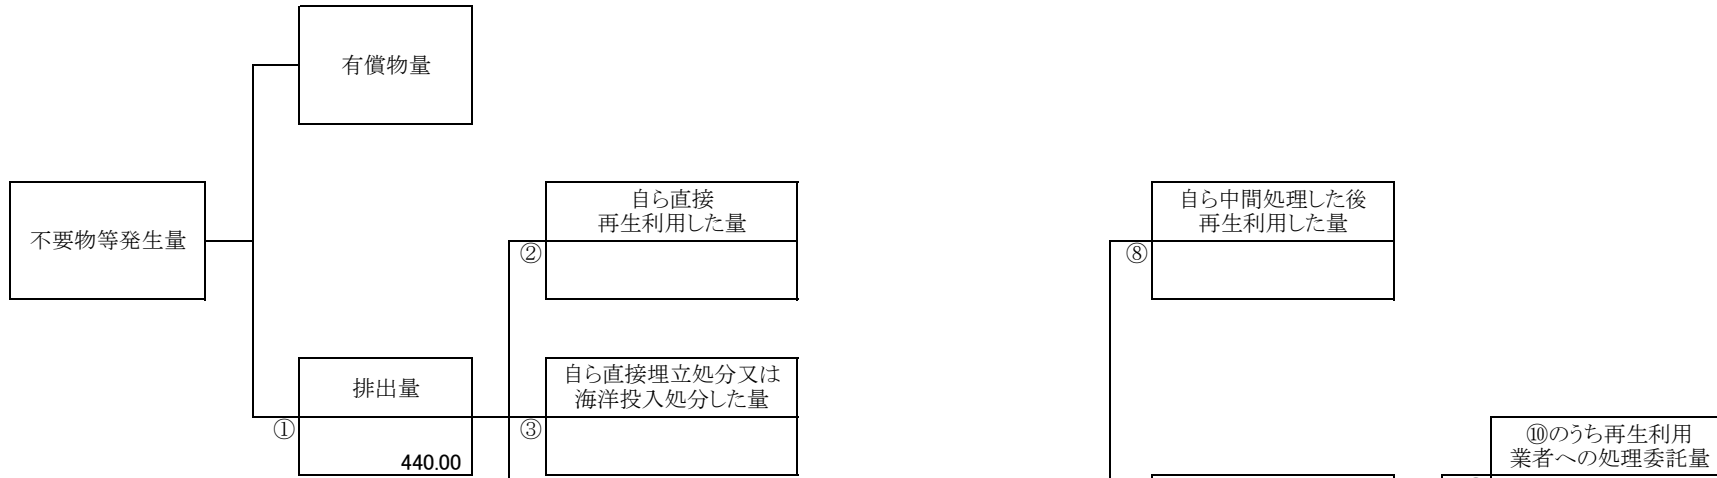 有償物量
不要物等発生量
自ら直接
再生利用した量
②
自ら中間処理した後
再生利用した量
⑧
排出量
①
440.00
自ら直接埋立処分又は
海洋投入処分した量
③
⑩のうち再生利用
業者への処理委託量